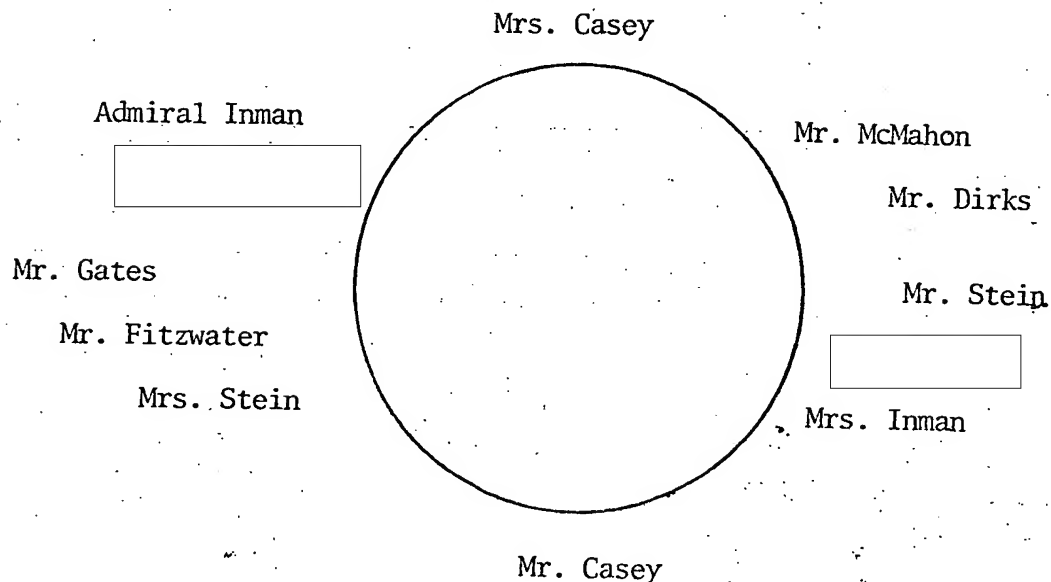 Mrs. Casey
Admiral Inman
Mr. McMahon
Mr. Dirks
Mr. Gates
Mr. Stein
Mr. Fitzwater
Mrs. Stein
Mrs. Inman
Mr. Casey